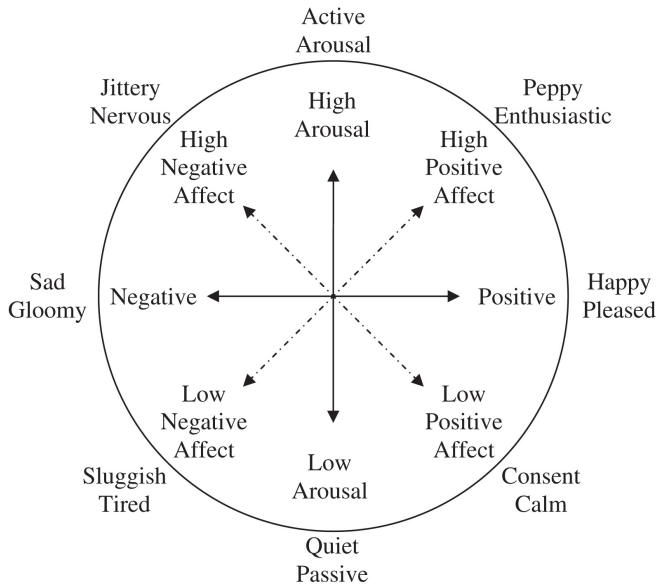 Active
Arousal
Jittery
Nervous
Peppy
Enthusiastic
High
Arousal
High
Negative
Affect
High
Positive
Affect
Sad
Gloomy
Negative
Positive
Happy
Pleased
Low
Negative
Affect
Low
Positive
Affect
Low
Arousal
Sluggish
Tired
Consent
Calm
Quiet
Passive